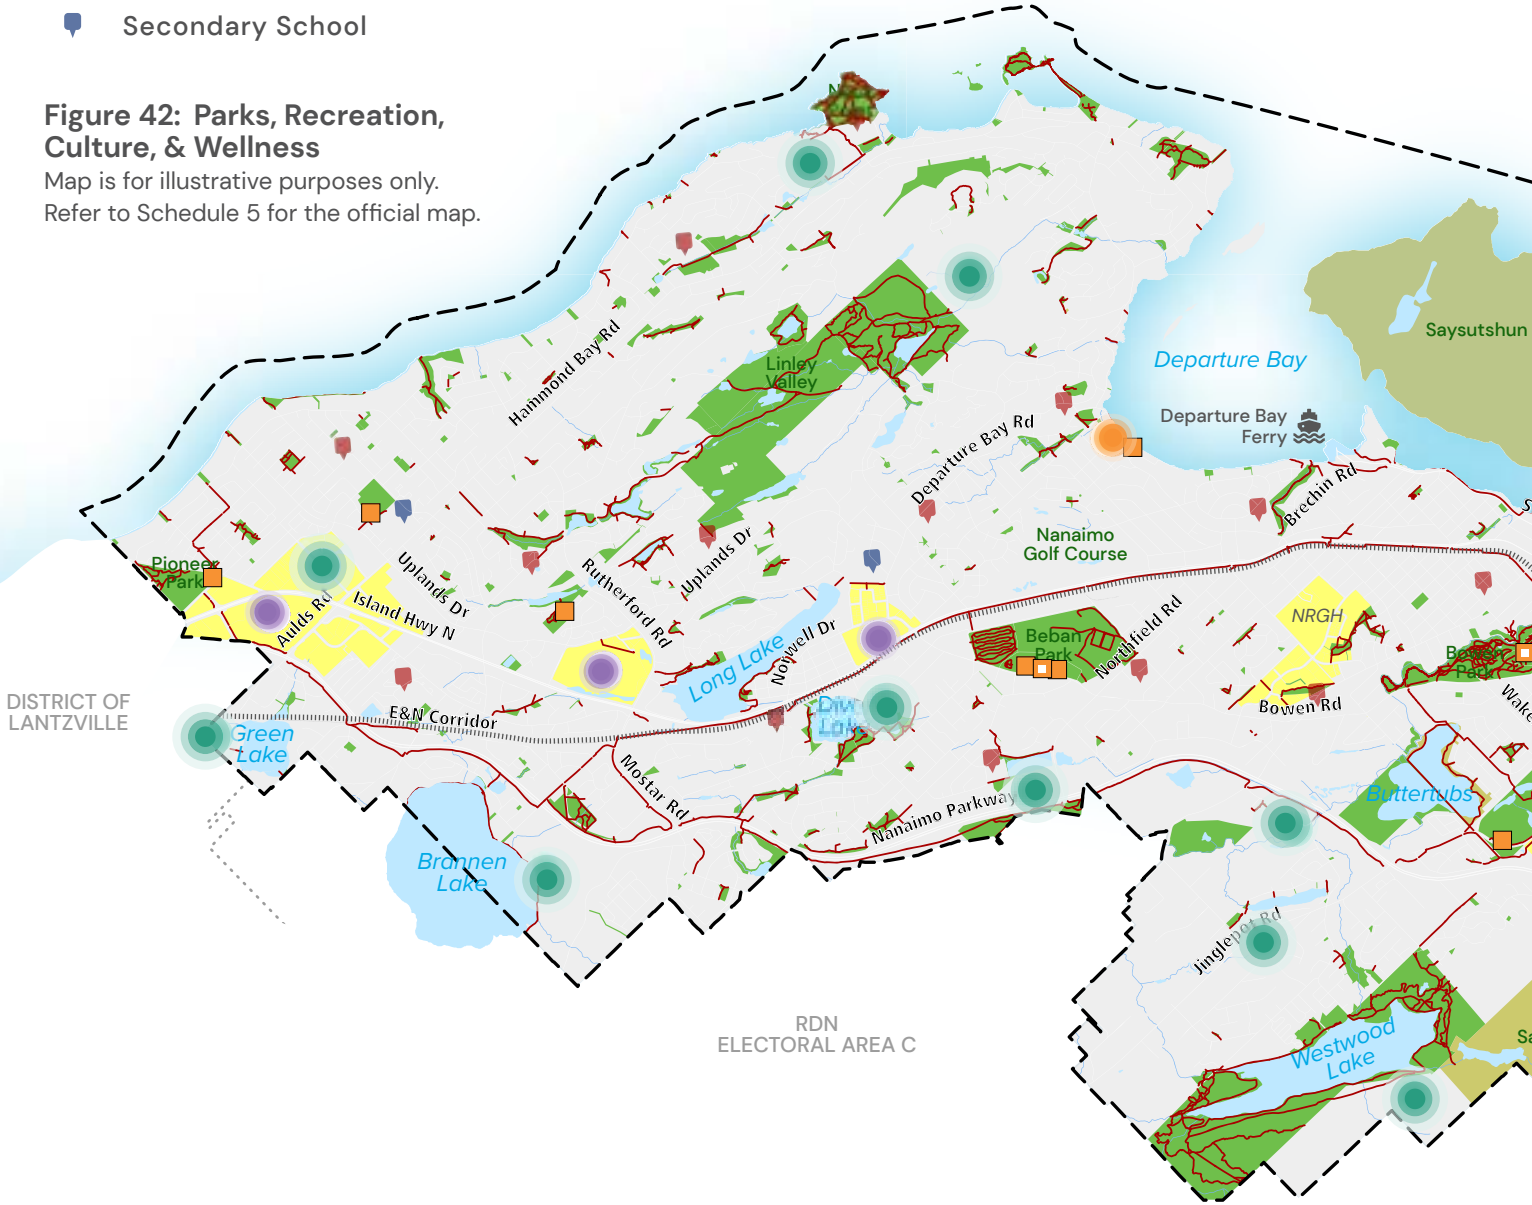 Secondary School
Figure 42: Parks, Recreation,
Culture, & Wellness
Map is for illustrative purposes only.
Refer to Schedule 5 for the official map.
Saysutshun
Departure Bay
Linley
Valley
Hammond Bay Rd
Departure Bay
Ferry
Departure Bay Rd
Brechin Rd
Nanaimo
Golf Course
Pioneer
Park
Uplands Dr
Uplands Dr
Rutherford Rd
Island Hwy N
Aulds Rd
Long Lake
Norwell Dr
Beban
Park
Northfield Rd
NRGH
Bowen
Park
Bowen Rd
DISTRICT OF
LANTZVILLE
E&N Corridor
Green
Lake
Mostar Rd
Nanaimo Parkway
Buttertubs
Brannen
Lake
Jinglepot Rd
RDN
ELECTORAL AREA C
Westwood
Lake